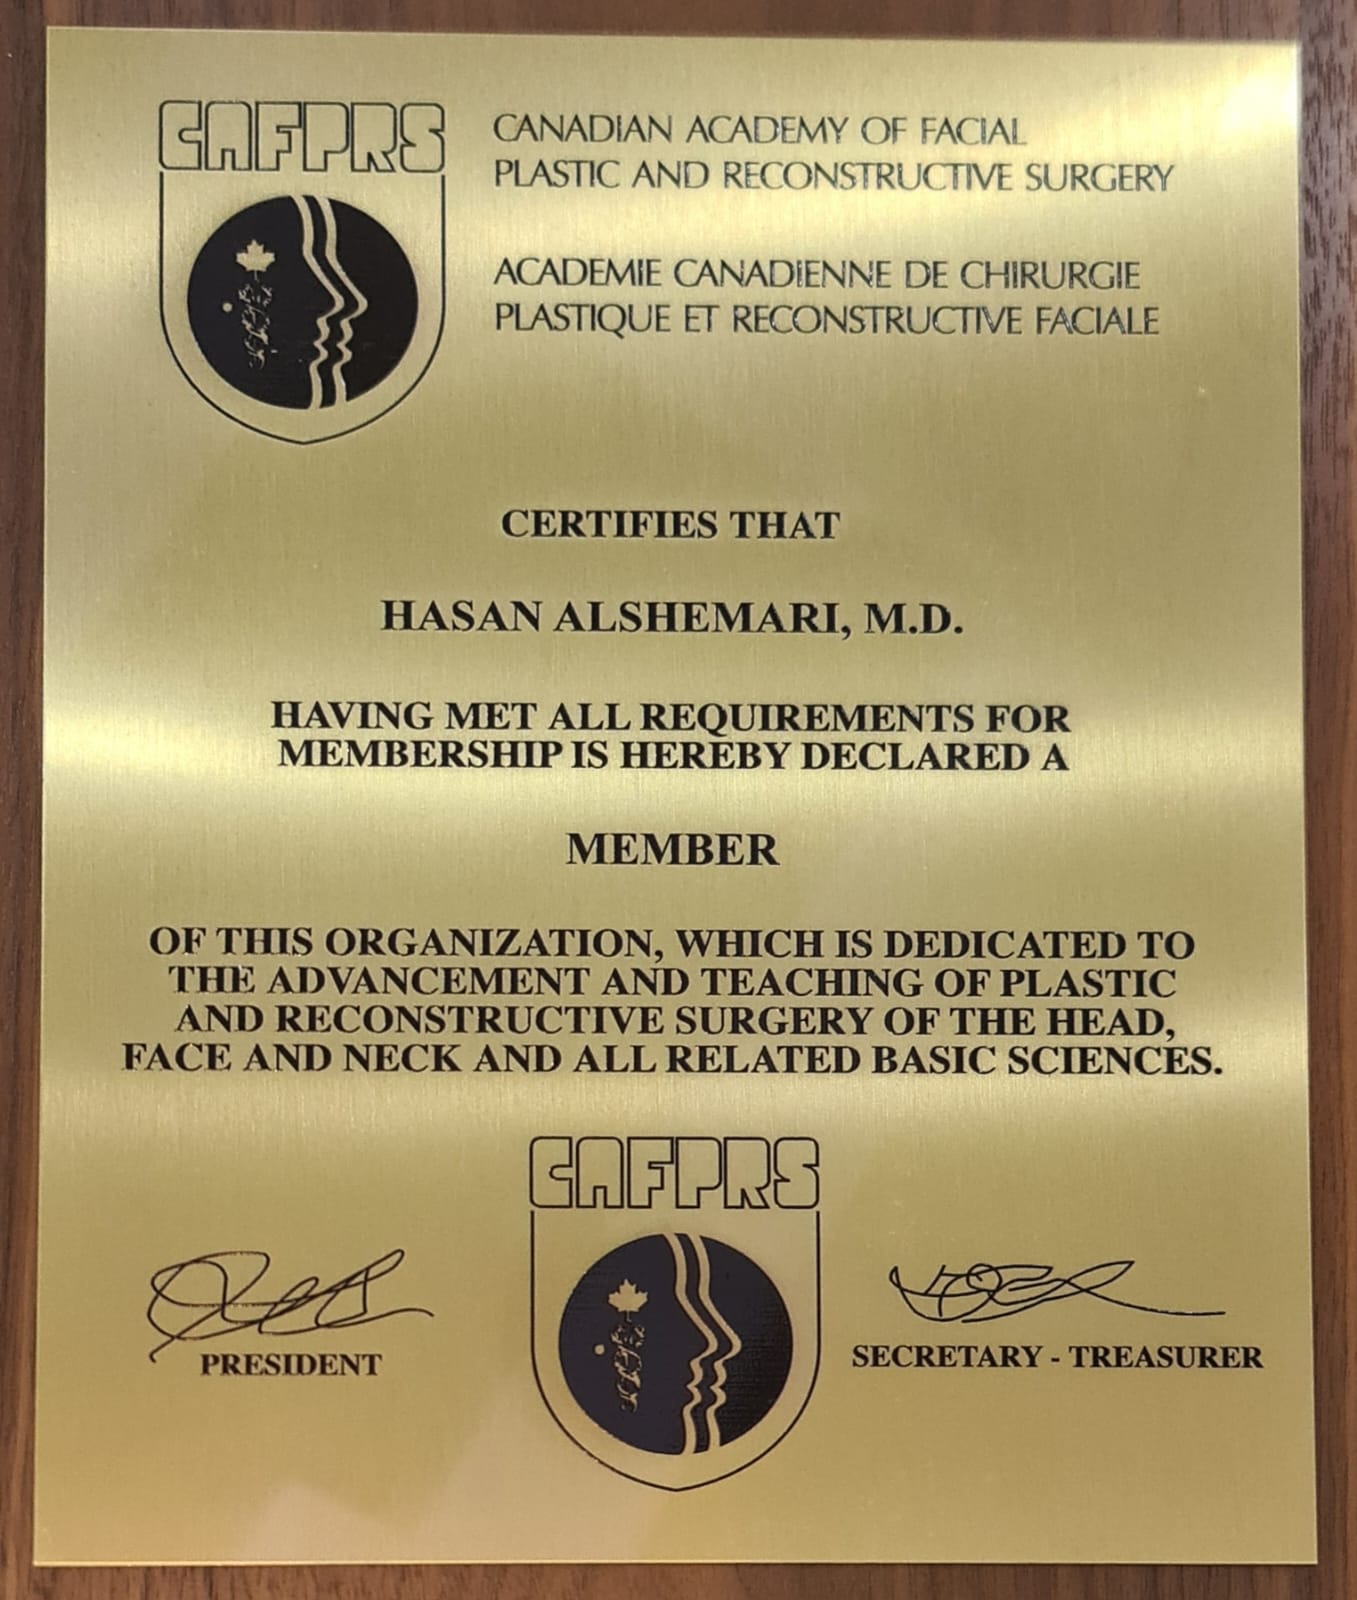 CAFPRS
CANADIAN ACADEMY OF FACIAL
PLASTIC AND RECONSTRUCTIVE SURGERY
ACADEMIE CANADIENNE DE CHIRURGIE
PLASTIQUE ET RECONSTRUCTIVE FACIALE
CERTIFIES THAT
HASAN ALSHEMARI, M.D.
HAVING MET ALL REQUIREMENTS FOR
MEMBERSHIP IS HEREBY DECLARED A
MEMBER
OF THIS ORGANIZATION, WHICH IS DEDICATED TO
THE ADVANCEMENT AND TEACHING OF PLASTIC
AND RECONSTRUCTIVE SURGERY OF THE HEAD,
FACE AND NECK AND ALL RELATED BASIC SCIENCES.
CAFPRS
PRESIDENT
SECRETARY - TREASURER